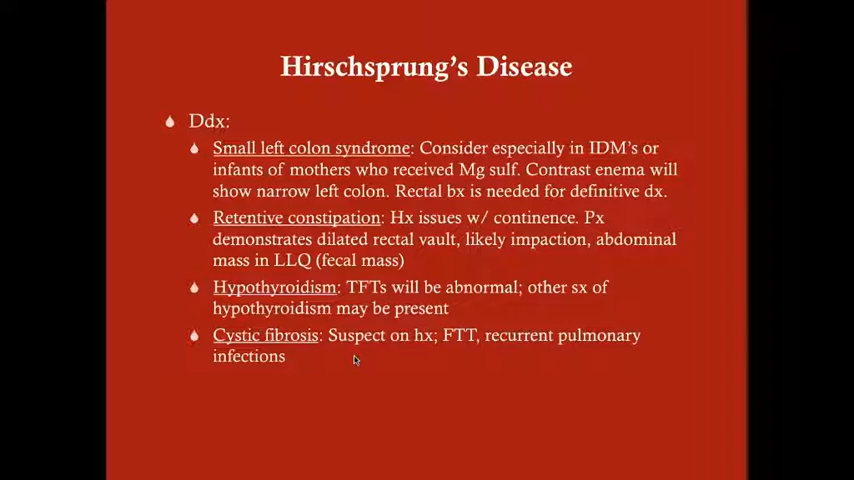 Hirschsprung's Disease
Ddx:
Small left colon syndrome: Consider especially in IDM's or
infants of mothers who received Mg sulf. Contrast enema will
show narrow left colon. Rectal bx is needed for definitive dx.
Retentive constipation: Hx issues w/ continence. Px
demonstrates dilated rectal vault, likely impaction, abdominal
mass in LLQ (fecal mass)
Hypothyroidism: TFTs will be abnormal; other sx of
hypothyroidism may be present
Cystic fibrosis: Suspect on hx; FTT, recurrent pulmonary
infections